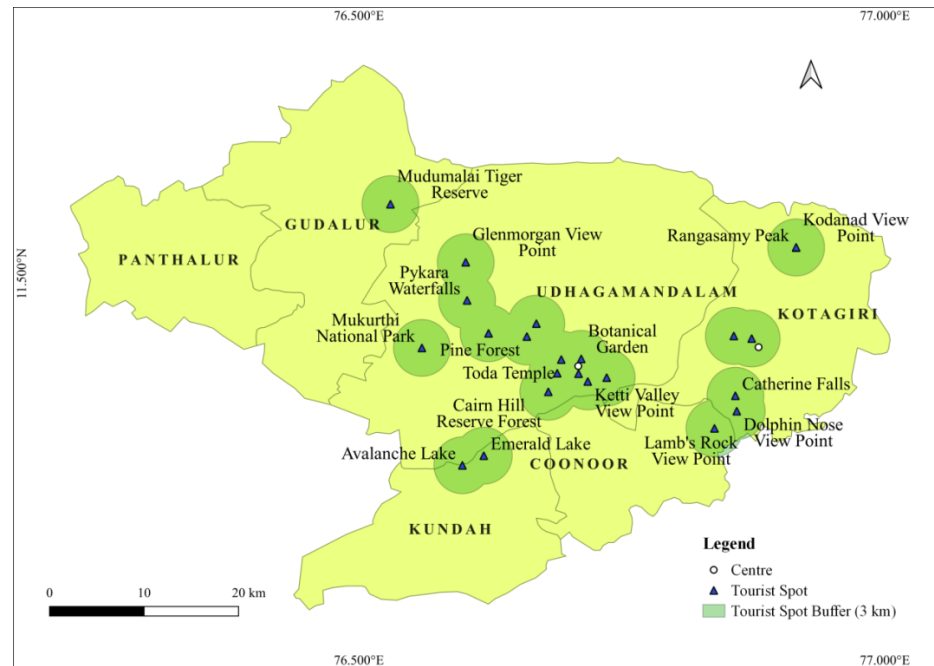 76.500°E
77.000°E
11.500°N
Mudumalai Tiger
Reserve
GUDALUR
PANTHALUR
Glenmorgan View
Point
Kodanad View
Point
Rangasamy Peak
Pykara
Waterfalls
UDHAGAMANDALAM
KOTAGIRI
Mukurthi
National Park
Pine Forest
Botanical
Garden
Toda Temple
Ketti Valley
View Point
Catherine Falls
Cairn Hill
Reserve Forest
Dolphin Nose
View Point
Lamb's Rock
View Point
Avalanche Lake
Emerald Lake
COONOOR
KUNDAH
Legend
Centre
Tourist Spot
Tourist Spot Buffer (3 km)
0
10
20 km
76.500°E
77.000°E